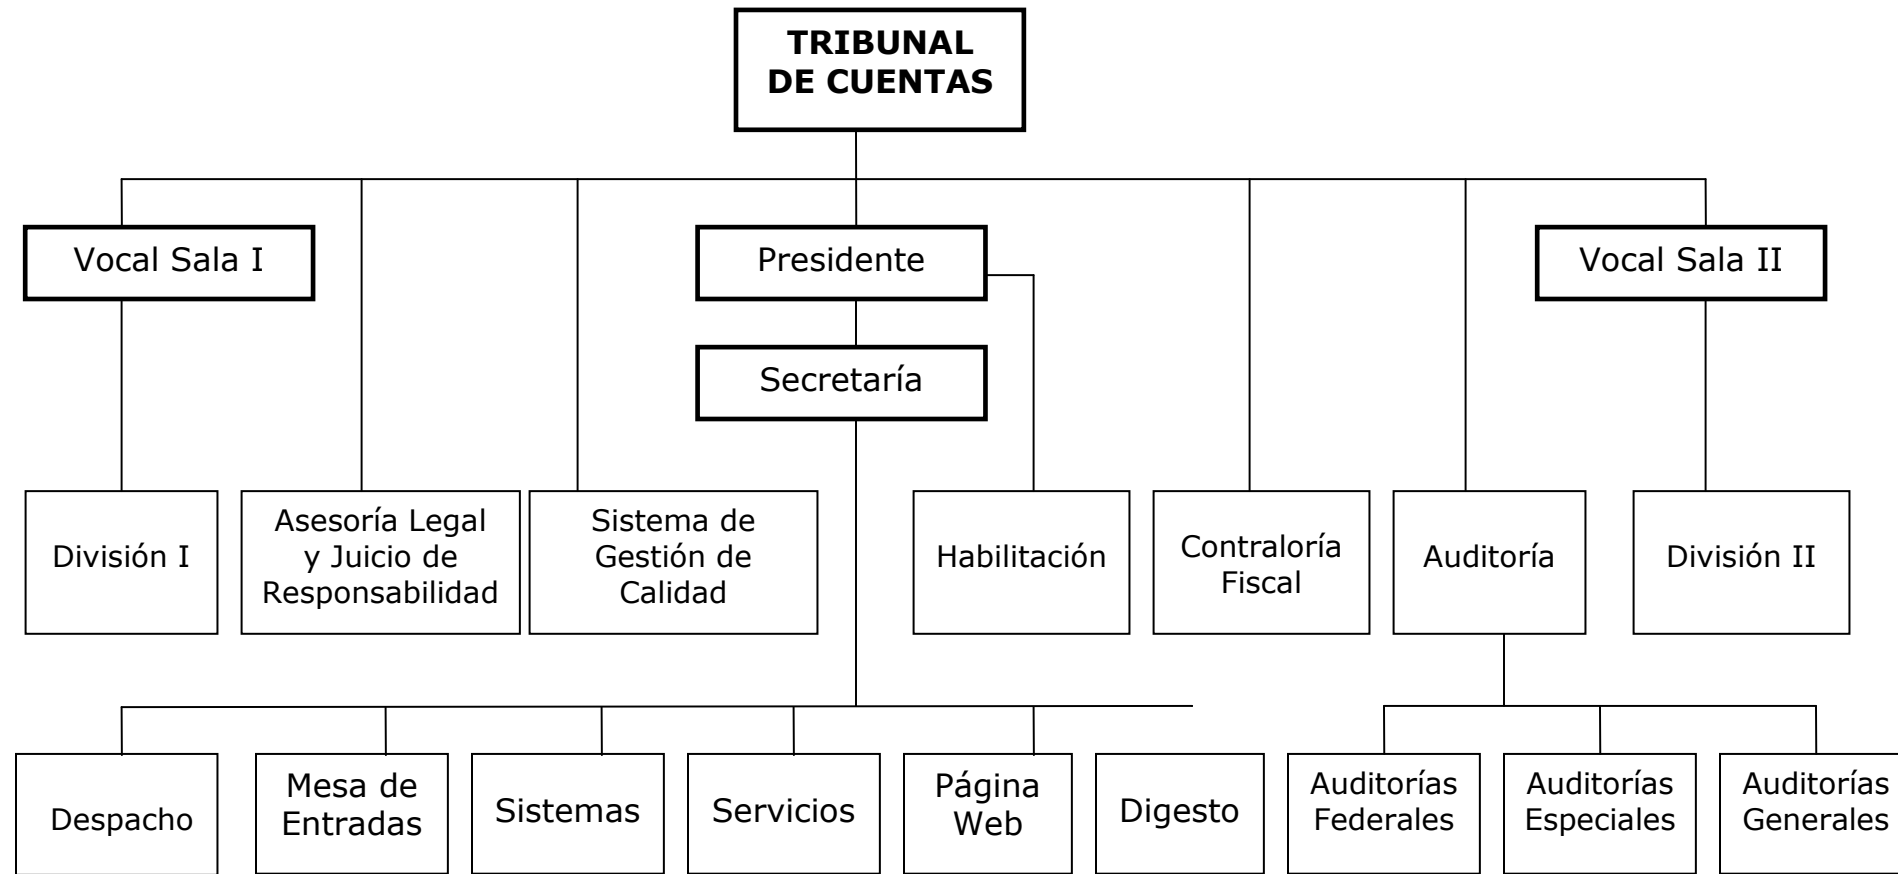 TRIBUNAL
DE CUENTAS
Vocal Sala I
Presidente
Vocal Sala II
Secretaría
División I
Asesoría Legal
y Juicio de
Responsabilidad
Sistema de
Gestión de
Calidad
Habilitación
Contraloría
Fiscal
Auditoría
División II
Despacho
Mesa de
Entradas
Sistemas
Servicios
Página
Web
Digesto
Auditorías
Federales
Auditorías
Especiales
Auditorías
Generales